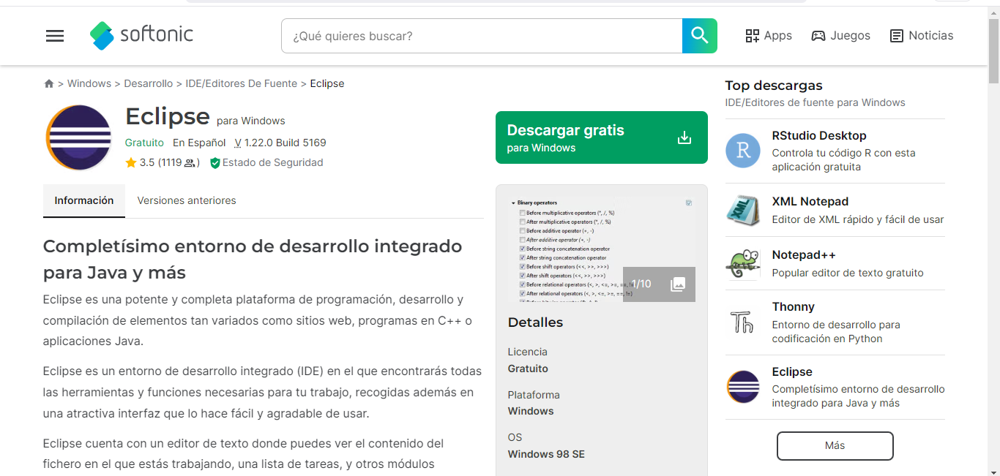 softonic
¿Qué quieres buscar?
Apps
Juegos
Noticias
> Windows > Desarrollo > IDE/Editores De Fuente > Eclipse
Eclipse para Windows
Gratuito En Español V 1.22.0 Build 5169
3.5 (1119 ) Estado de Seguridad
Información
Versiones anteriores
Completísimo entorno de desarrollo integrado
para Java y más
Eclipse es una potente y completa plataforma de programación, desarrollo y
compilación de elementos tan variados como sitios web, programas en C++ o
aplicaciones Java.
Eclipse es un entorno de desarrollo integrado (IDE) en el que encontrarás todas
las herramientas y funciones necesarias para tu trabajo, recogidas además en
una atractiva interfaz que lo hace fácil y agradable de usar.
Eclipse cuenta con un editor de texto donde puedes ver el contenido del
fichero en el que estás trabajando, una lista de tareas, y otros módulos
Descargar gratis
para Windows
Binary operators
Before multiplicative operators (*, /, %)
After multiplicative operators (*, /, %)
Before additive operator (+, -)
After additive operator (+, -)
Before string concatenation operator
After string concatenation operator
Before shift operators (<<, >>, >>>)
After shift operators (<<, >>, >>>)
Before relational operators (<, >, <=, >=, ==, !=)
After relational operators (<, >, <=, >=, ==, !=)
1/10
Detalles
Licencia
Gratuito
Plataforma
Windows
OS
Windows 98 SE
Top descargas
IDE/Editores de fuente para Windows
R
RStudio Desktop
Controla tu código R con esta
aplicación gratuita
XML
XML Notepad
Editor de XML rápido y fácil de usar
Notepad++
Popular editor de texto gratuito
Th
Thonny
Entorno de desarrollo para
codificación en Python
Eclipse
Completísimo entorno de desarrollo
integrado para Java y más
Más